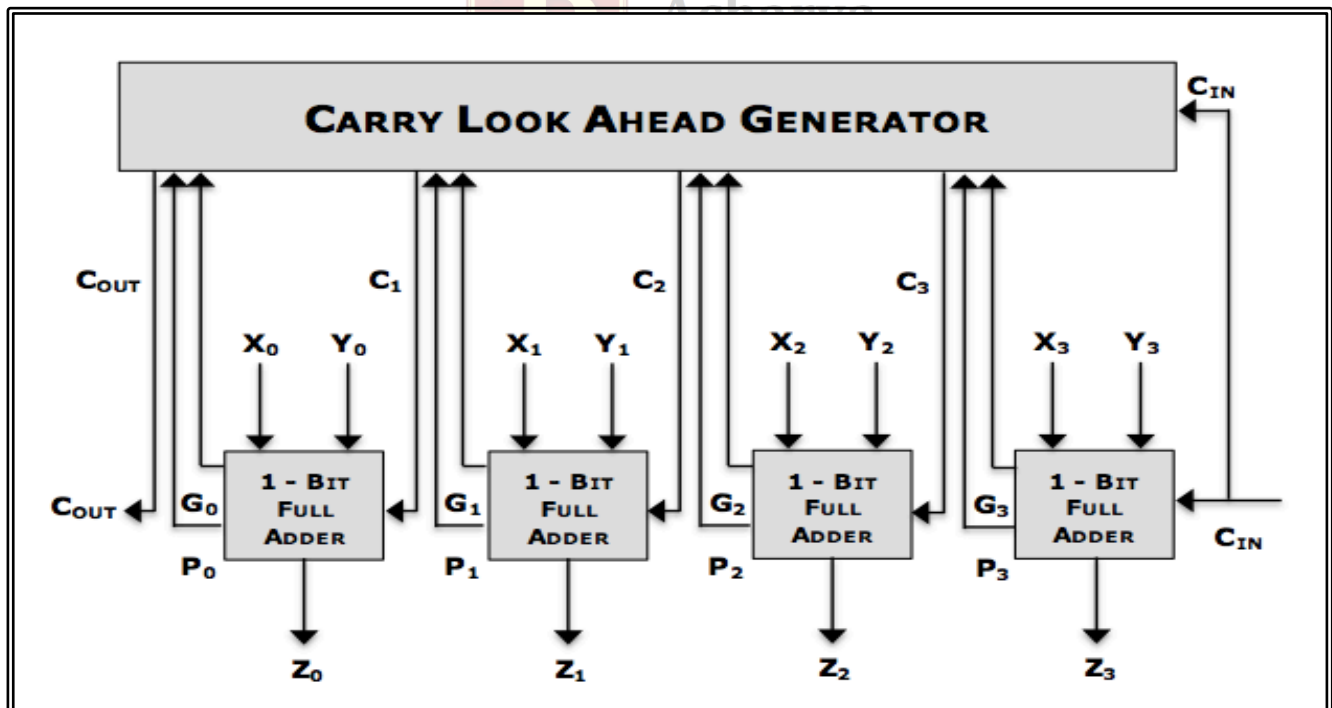 CARRY LOOK AHEAD GENERATOR
CIN
COUT C1 C2 C3
X0 Y0 X1 Y1 X2 Y2 X3 Y3
1 - BIT FULL ADDER
1 - BIT FULL ADDER
1 - BIT FULL ADDER
1 - BIT FULL ADDER
COUT G0 G1 G2 G3
CIN
P0 P1 P2 P3
Z0 Z1 Z2 Z3